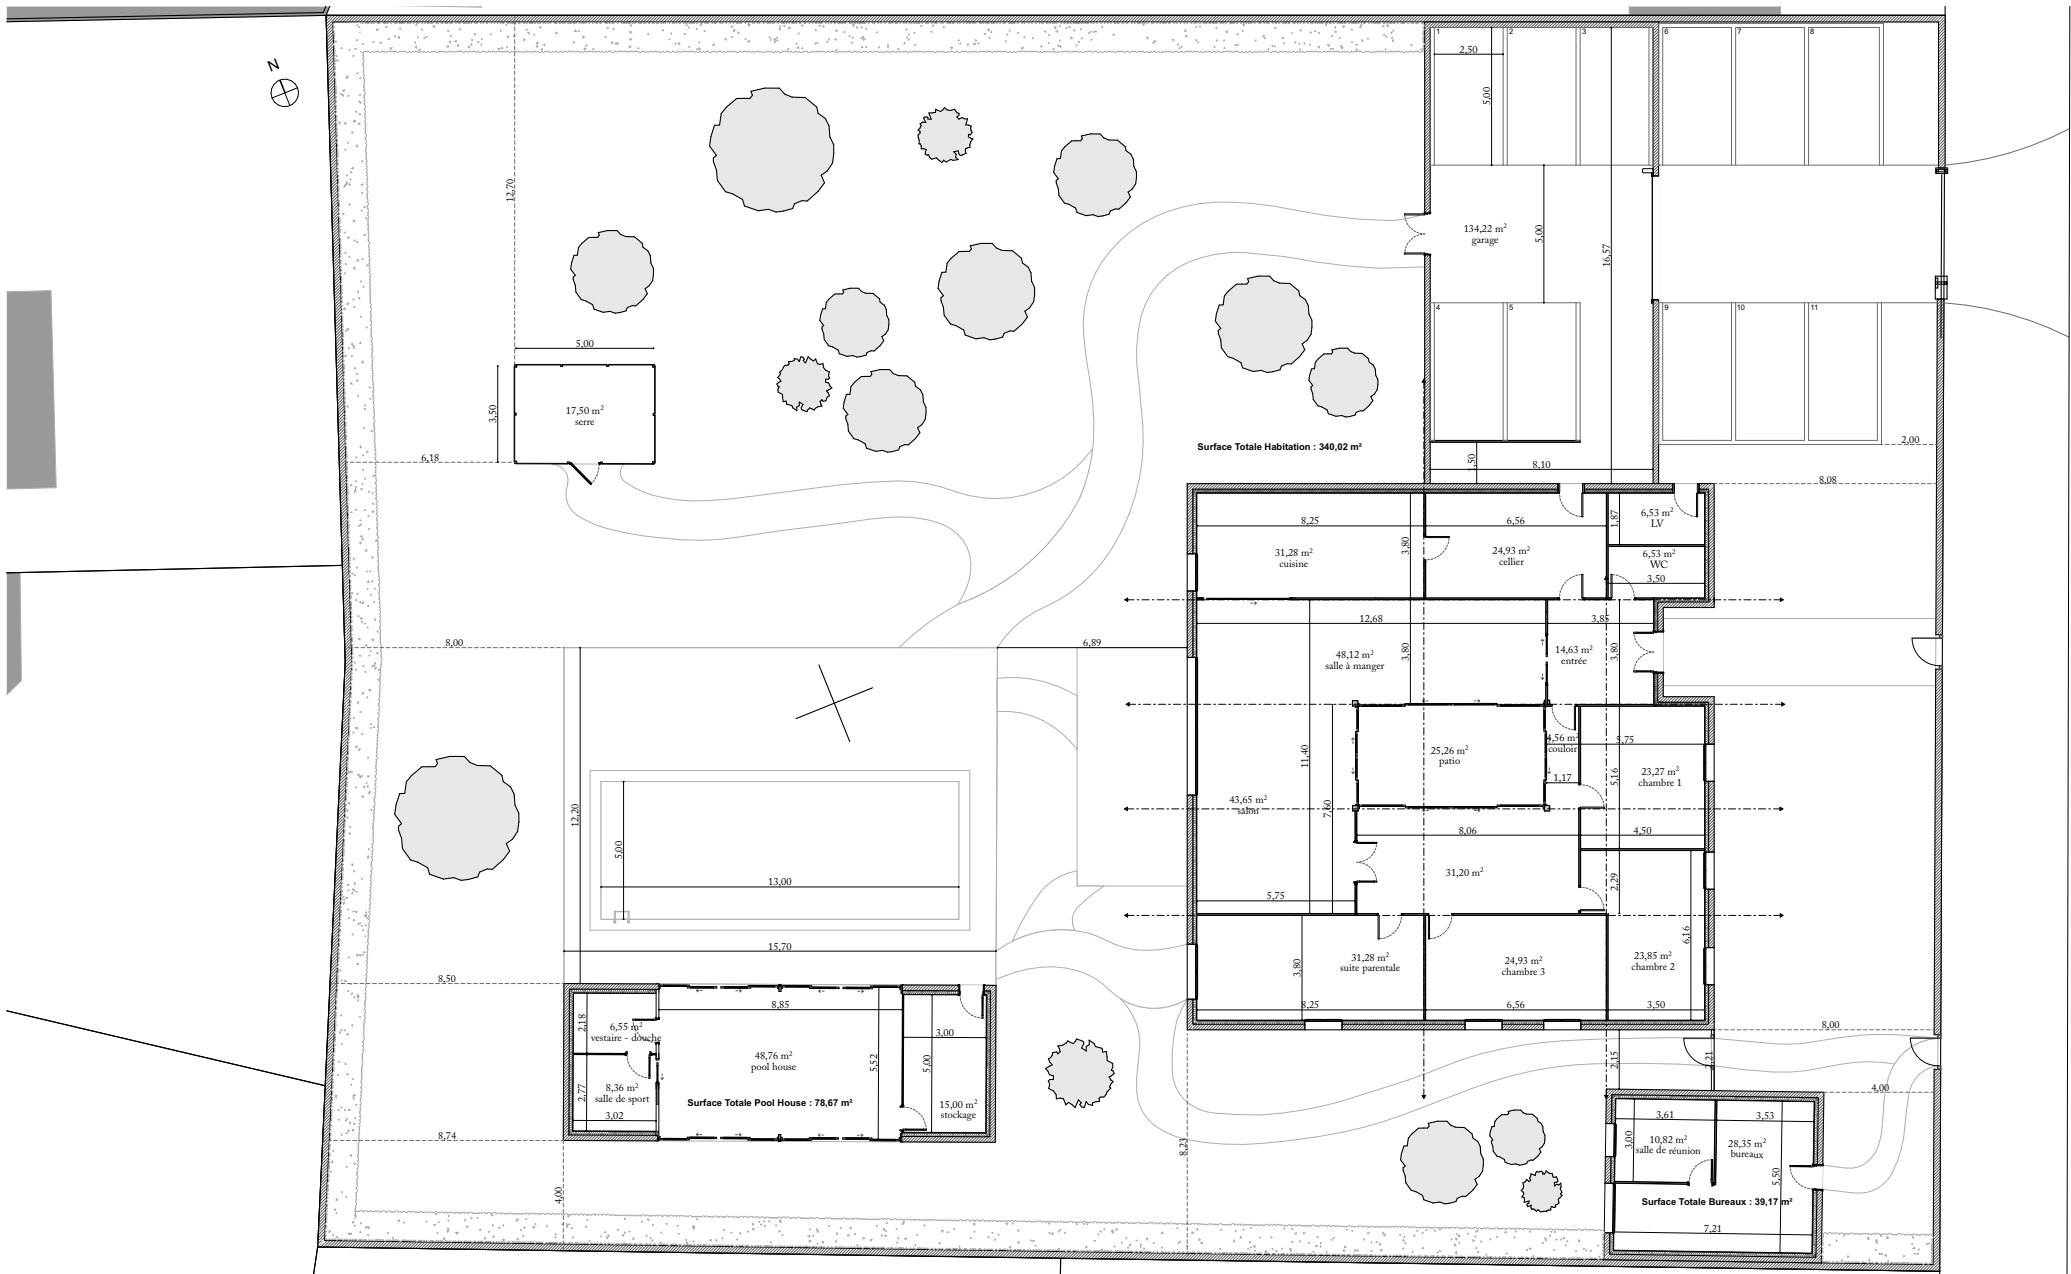 N
1
2
3
6
7
8
2,50
5,00
12,70
134,22 m²
garage
5,00
16,57
4
5
9
10
11
5,00
17,50 m²
serre
3,50
6,18
Surface Totale Habitation : 340,02 m²
1,50
8,10
2,00
8,08
8,25
31,28 m²
cuisine
3,80
6,56
24,93 m²
cellier
1,87
6,53 m²
LV
6,53 m²
WC
3,50
8,00
6,89
12,68
3,85
48,12 m²
salle à manger
3,80
14,63 m²
entrée
3,80
25,26 m²
patio
4,56 m²
couloir
5,75
1,17
5,16
23,27 m²
chambre 1
11,40
43,65 m²
salon
7,60
8,06
4,50
12,20
5,00
13,00
31,20 m²
2,29
5,75
15,70
8,50
31,28 m²
suite parentale
3,80
8,25
24,93 m²
chambre 3
6,56
6,16
23,85 m²
chambre 2
3,50
8,00
2,18
6,55 m²
vestaire - douche
8,85
48,76 m²
pool house
5,52
3,00
5,00
2,77
8,36 m²
salle de sport
3,02
Surface Totale Pool House : 78,67 m²
15,00 m²
stockage
2,15
2,21
4,00
8,74
8,23
4,00
3,61
3,53
3,00
10,82 m²
salle de réunion
28,35 m²
bureaux
5,50
Surface Totale Bureaux : 39,17 m²
7,21